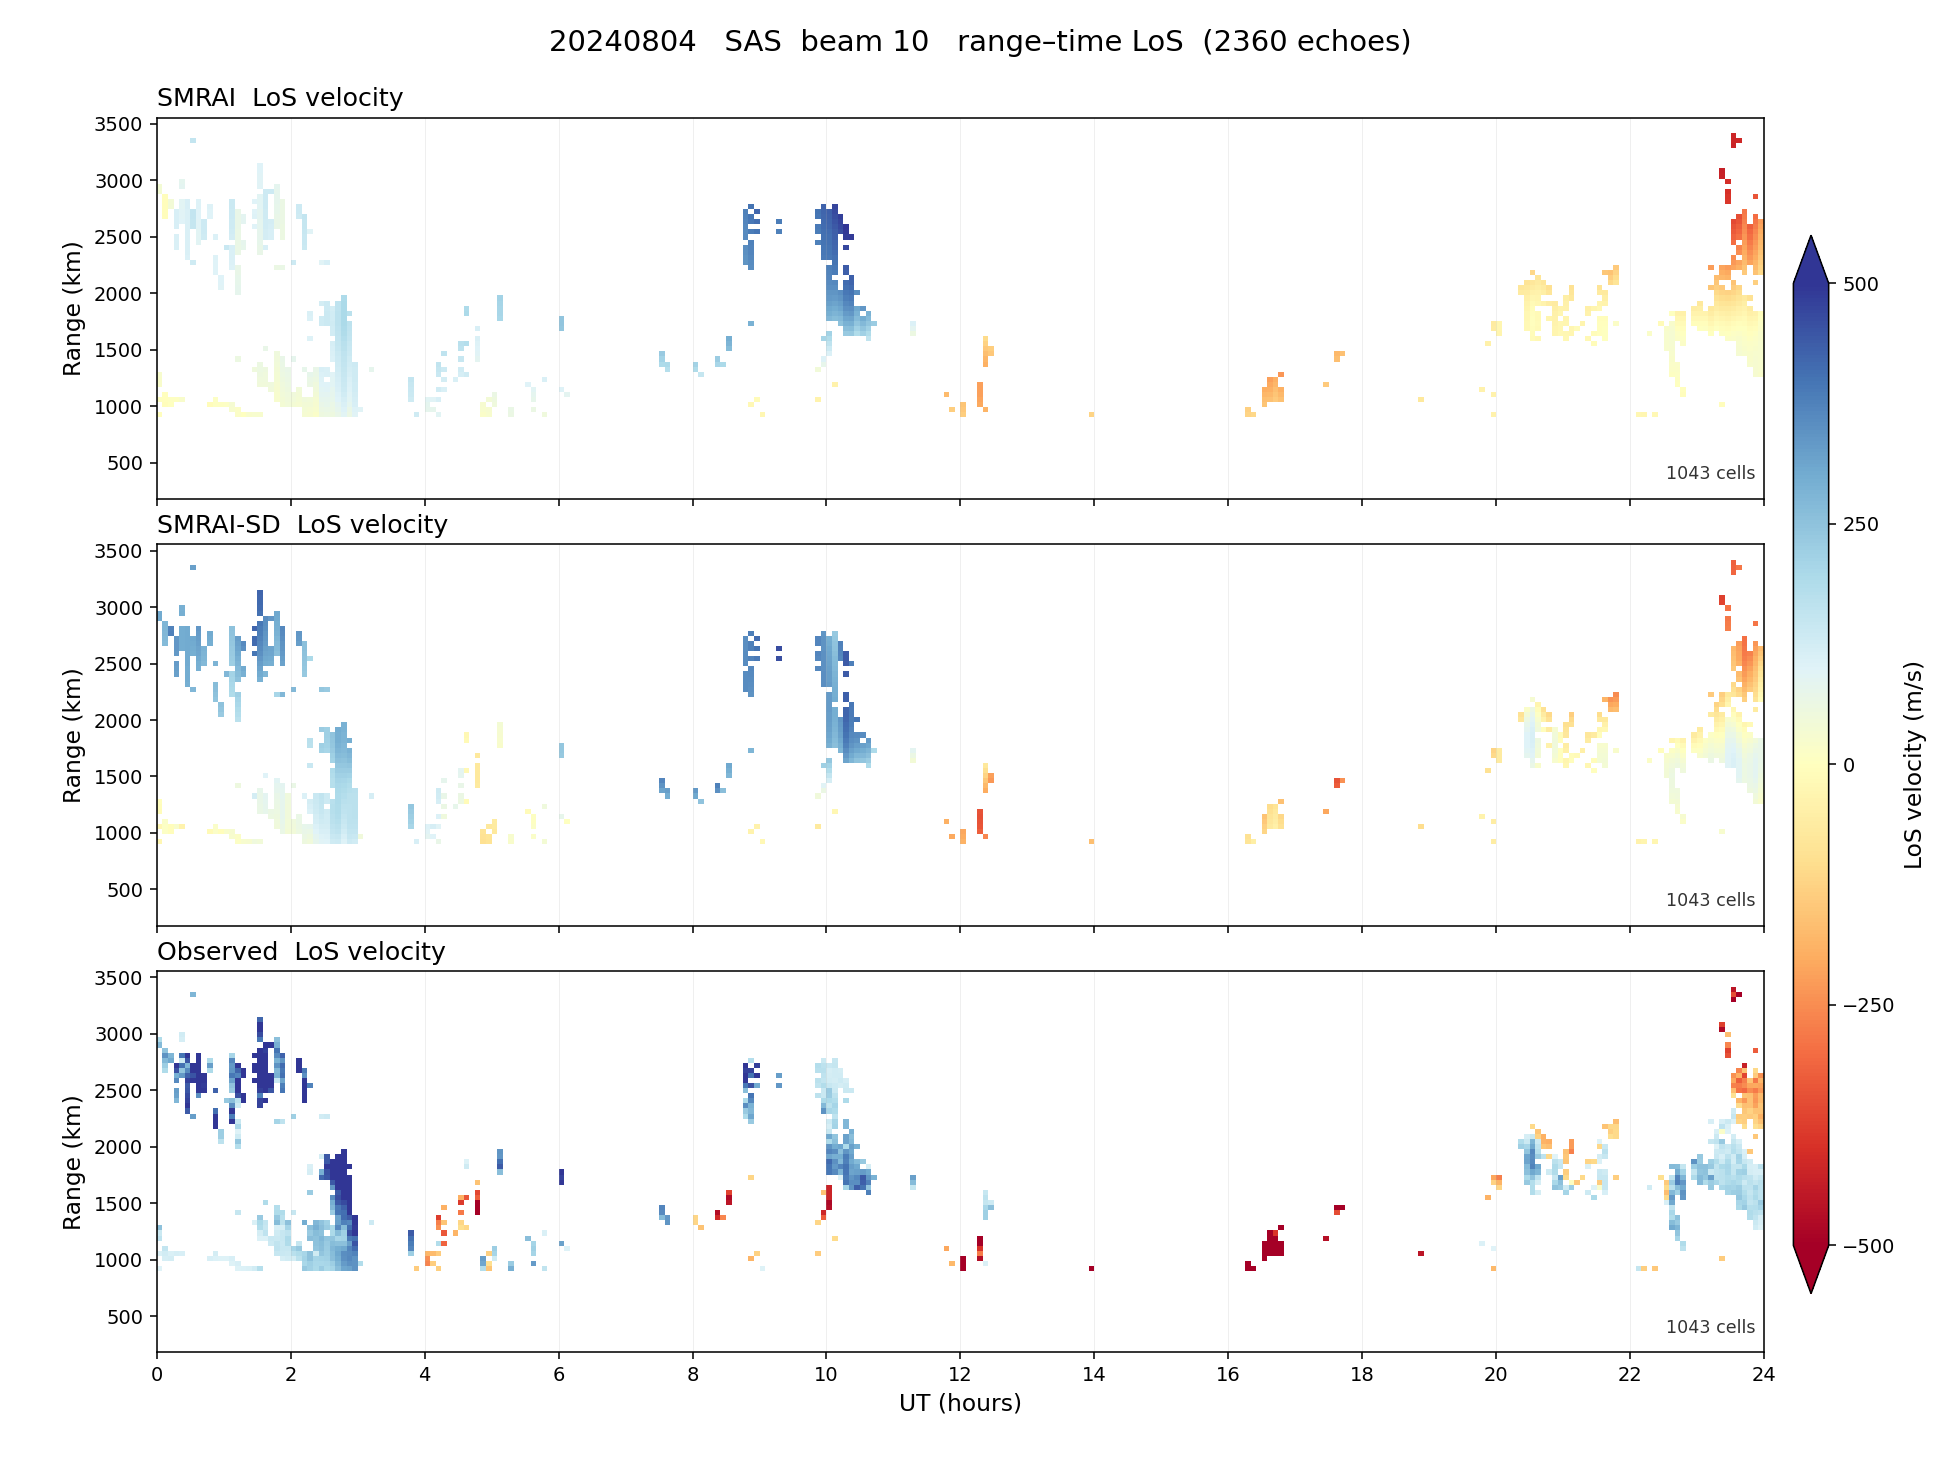 20240804   SAS  beam 10   range–time LoS  (2360 echoes)
SMRAI  LoS velocity
3500
3000
2500
2000
1500
1000
500
Range (km)
1043 cells
SMRAI-SD  LoS velocity
3500
3000
2500
2000
1500
1000
500
Range (km)
1043 cells
Observed  LoS velocity
3500
3000
2500
2000
1500
1000
500
Range (km)
1043 cells
0 2 4 6 8 10 12 14 16 18 20 22 24
UT (hours)
500
250
0
−250
−500
LoS velocity (m/s)